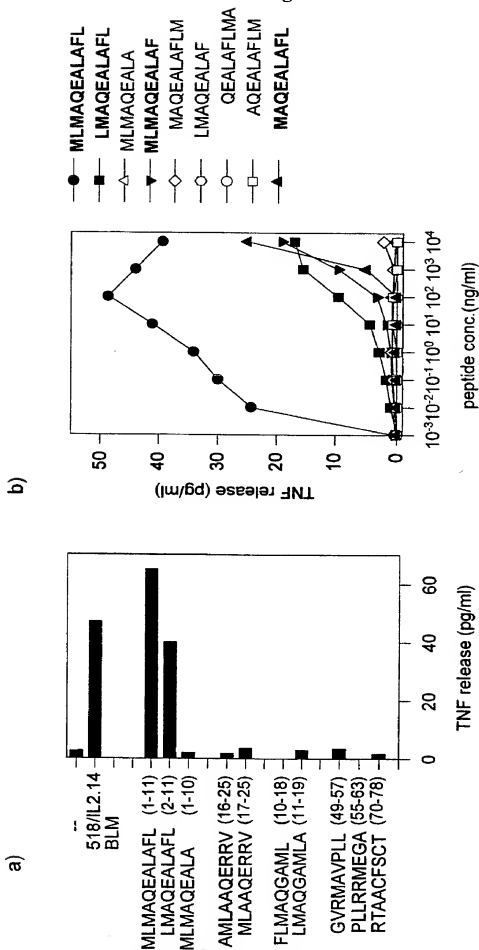 a)
--
518/IL2.14
BLM
MLMAQEALAFL (1-11)
LMAQEALAFL (2-11)
MLMAQEALA (1-10)
AMLAAQERRV (16-25)
MLAAQERRV (17-25)
FLMAQGAML (10-18)
LMAQGAMLA (11-19)
GVRMAVPLL (49-57)
PLLRRMEGA (55-63)
RTAACFSCT (70-78)
0 20 40 60
TNF release (pg/ml)
b)
50
40
30
20
10
0
TNF release (pg/ml)
10-3 10-2 10-1 100 10 1 10 2 10 3 10 4
peptide conc.(ng/ml)
MLMAQEALAFL
LMAQEALAFL
MLMAQEALA
MLMAQEALAF
MAQEALAFLM
LMAQEALAF
QEALAFLMA
AQEALAFLM
MAQEALAFL